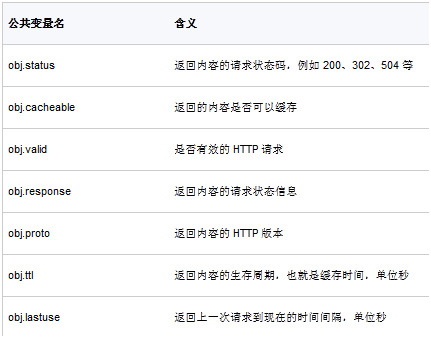 公共变量名 含义
obj.status 返回内容的请求状态码，例如 200、302、504 等
obj.cacheable 返回的内容是否可以缓存
obj.valid 是否有效的 HTTP 请求
obj.response 返回内容的请求状态信息
obj.proto 返回内容的 HTTP 版本
obj.ttl 返回内容的生存周期，也就是缓存时间，单位秒
obj.lastuse 返回上一次请求到现在的时间间隔，单位秒